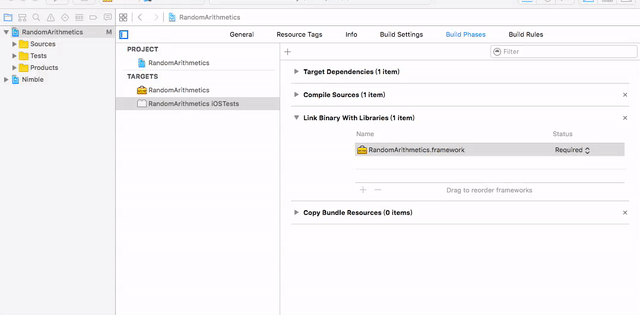 RandomArithmetics
RandomArithmetics M
Sources
Tests
Products
Nimble
General Resource Tags Info Build Settings Build Phases Build Rules
PROJECT
RandomArithmetics
TARGETS
RandomArithmetics
RandomArithmetics iOSTests
Filter
Target Dependencies (1 item)
Compile Sources (1 item)
Link Binary With Libraries (1 item)
Name Status
RandomArithmetics.framework Required
Drag to reorder frameworks
Copy Bundle Resources (0 items)